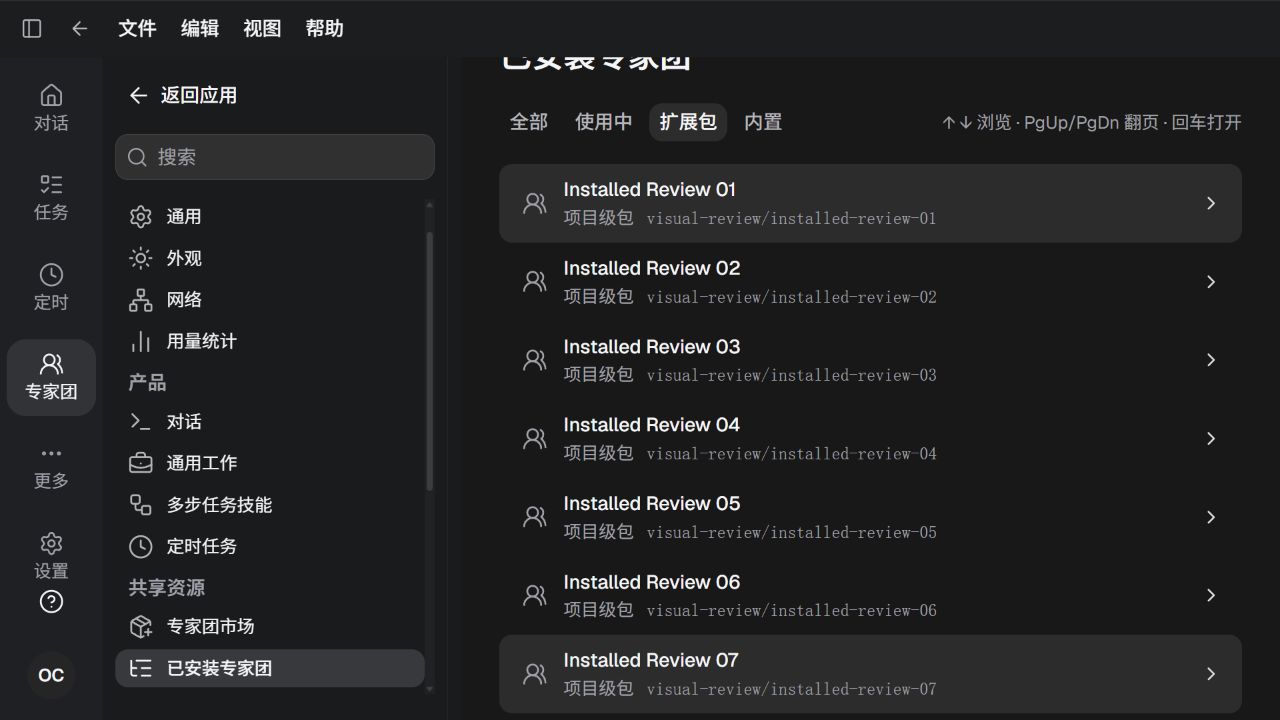 文件 编辑 视图 帮助
对话
任务
定时
专家团
更多
设置
OC
返回应用
搜索
通用
外观
网络
用量统计
产品
对话
通用工作
多步任务技能
定时任务
共享资源
专家团市场
已安装专家团
已安装专家团
全部 使用中 扩展包 内置
↑↓ 浏览 · PgUp/PgDn 翻页 · 回车打开
Installed Review 01
项目级包 visual-review/installed-review-01
Installed Review 02
项目级包 visual-review/installed-review-02
Installed Review 03
项目级包 visual-review/installed-review-03
Installed Review 04
项目级包 visual-review/installed-review-04
Installed Review 05
项目级包 visual-review/installed-review-05
Installed Review 06
项目级包 visual-review/installed-review-06
Installed Review 07
项目级包 visual-review/installed-review-07